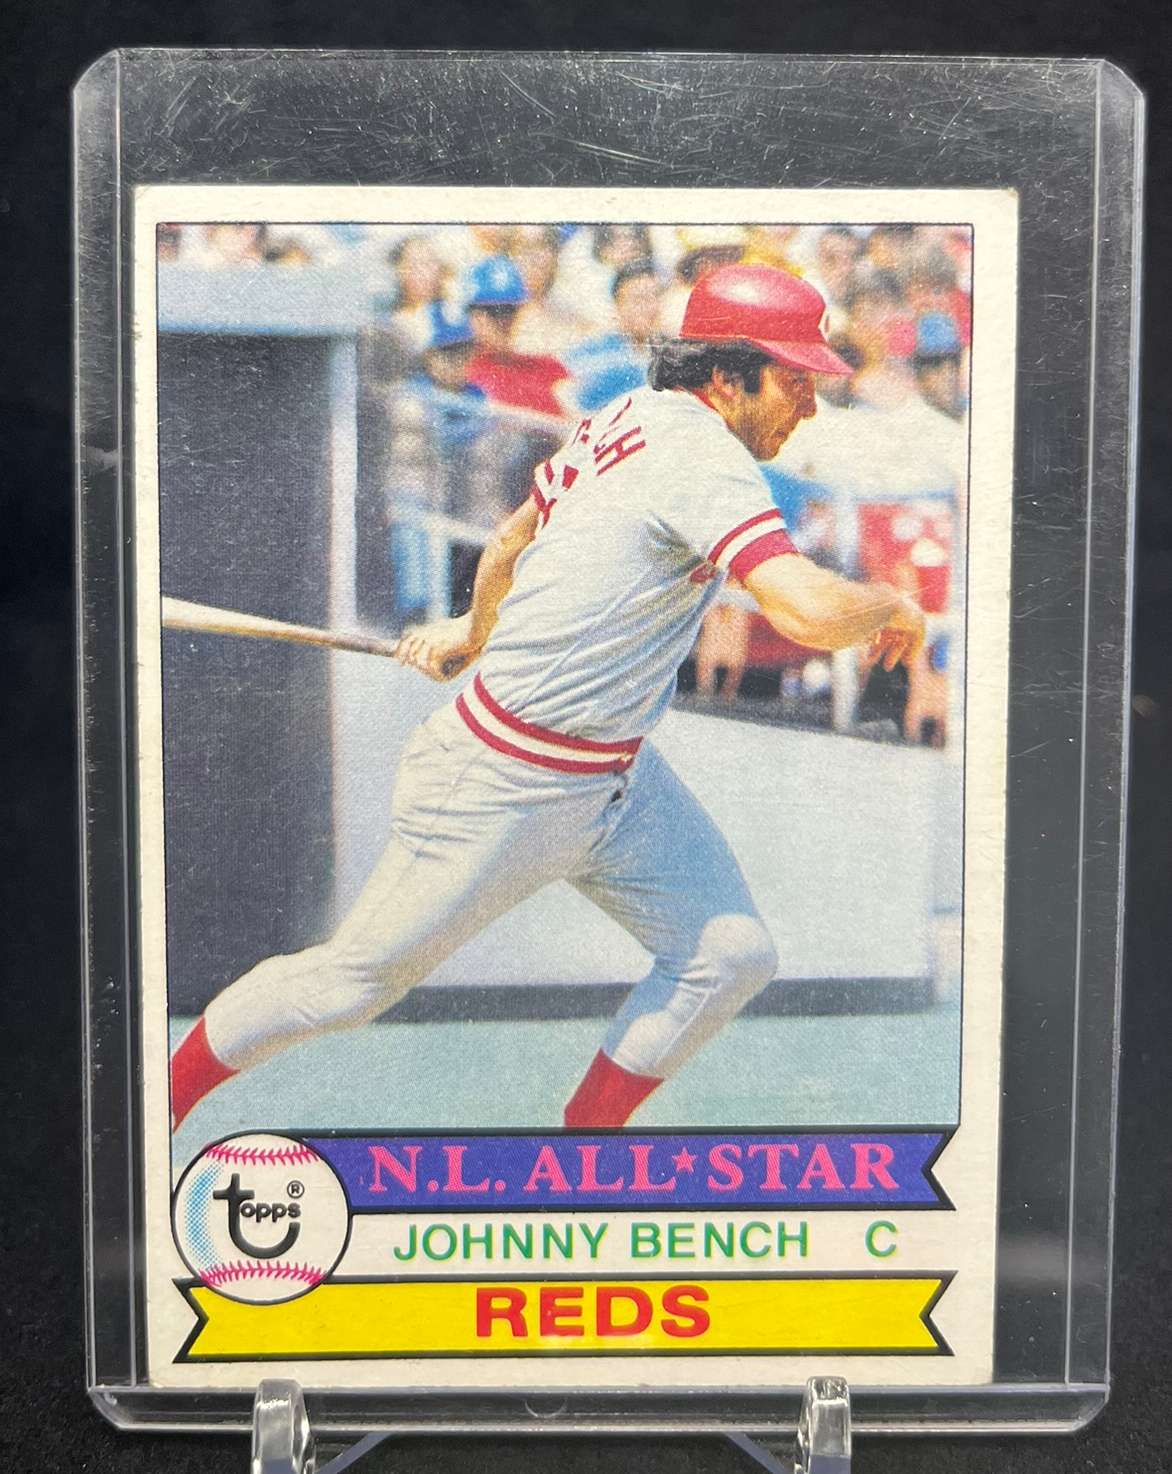 N.L. ALL★STAR
topps®
JOHNNY BENCH C
REDS